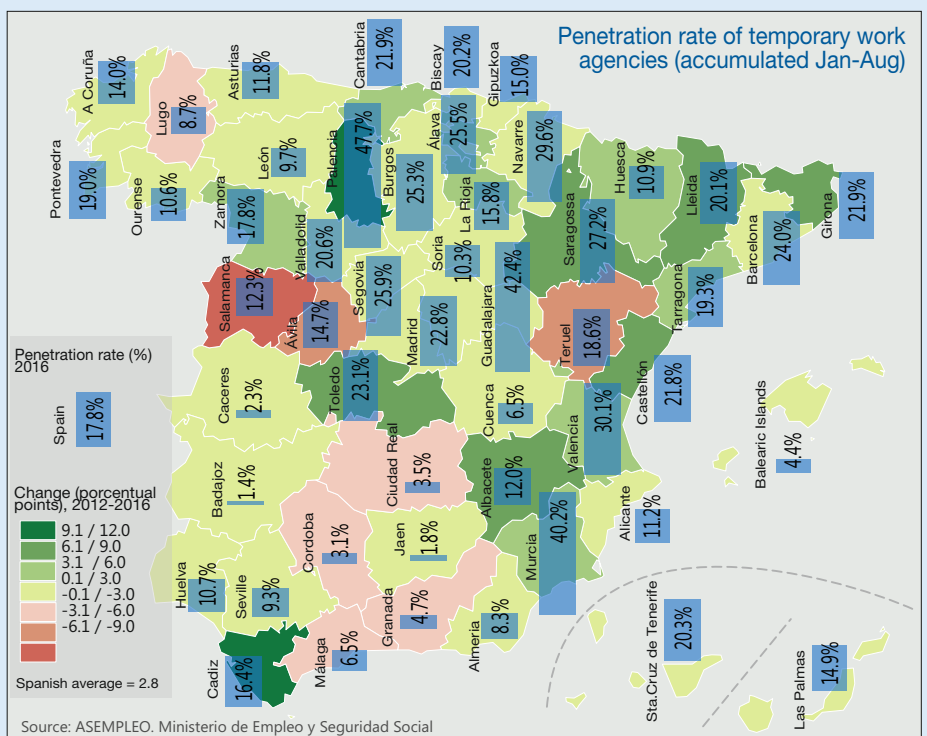 Penetration rate of temporary work
agencies (accumulated Jan-Aug)
A Coruña
14.0%
Lugo
8.7%
Asturias
11.8%
Cantabria
21.9%
Biscay
20.2%
Gipuzkoa
15.0%
Pontevedra
19.0%
Ourense
10.6%
Zamora
17.8%
León
9.7%
Palencia
47.7%
Burgos
25.3%
Álava
25.5%
La Rioja
15.8%
Navarre
29.6%
Huesca
10.9%
Lleida
20.1%
Girona
21.9%
Barcelona
24.0%
Tarragona
19.3%
Saragossa
27.2%
Valladolid
20.6%
Soria
10.3%
Segovia
25.9%
Salamanca
12.3%
Ávila
14.7%
Madrid
22.8%
Guadalajara
42.4%
Teruel
18.6%
Castellón
21.8%
Caceres
2.3%
Toledo
23.1%
Cuenca
6.5%
Valencia
30.1%
Balearic Islands
4.4%
Badajoz
1.4%
Ciudad Real
3.5%
Albacete
12.0%
Alicante
11.2%
Murcia
40.2%
Cordoba
3.1%
Jaen
1.8%
Huelva
10.7%
Seville
9.3%
Granada
4.7%
Almeria
8.3%
Málaga
6.5%
Cadiz
16.4%
Sta.Cruz de Tenerife
20.3%
Las Palmas
14.9%
Penetration rate (%)
2016
Spain
17.8%
Change (porcentual
points), 2012-2016
9.1 / 12.0
6.1 / 9.0
3.1 / 6.0
0.1 / 3.0
-0.1 / -3.0
-3.1 / -6.0
-6.1 / -9.0
Spanish average = 2.8
Source: ASEMPLEO. Ministerio de Empleo y Seguridad Social